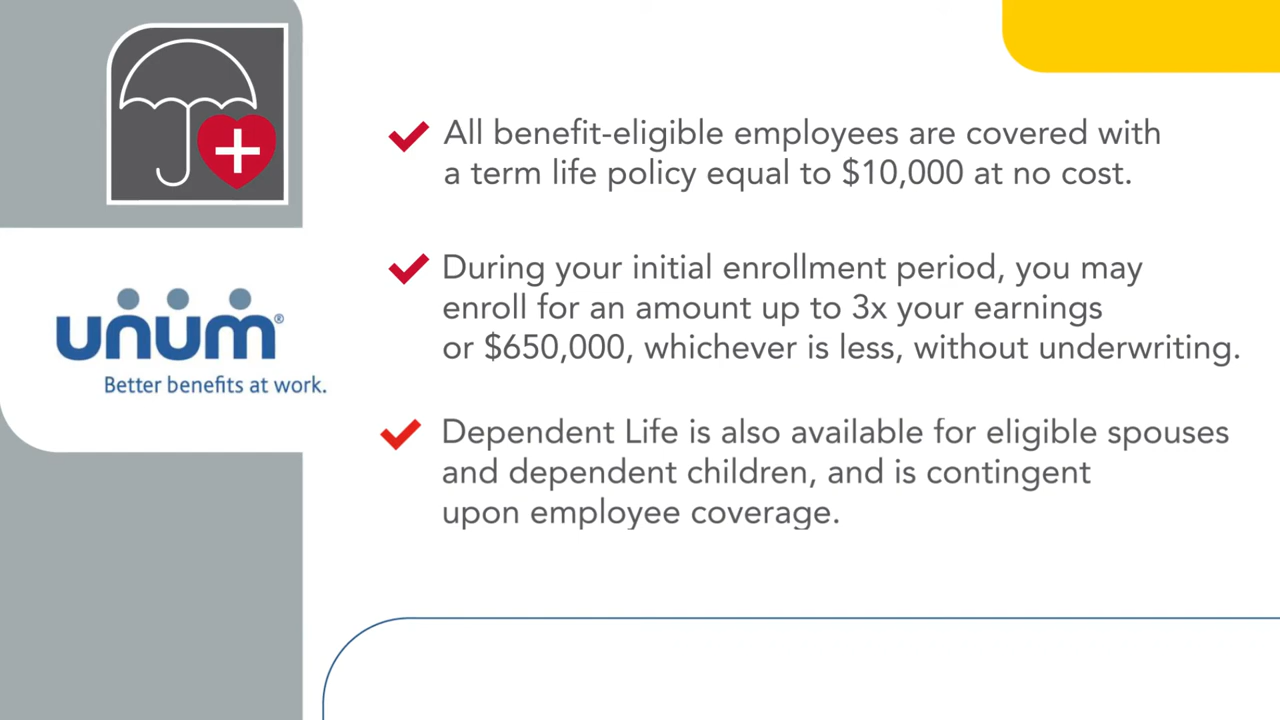 unum®
Better benefits at work.
All benefit-eligible employees are covered with
a term life policy equal to $10,000 at no cost.
During your initial enrollment period, you may
enroll for an amount up to 3x your earnings
or $650,000, whichever is less, without underwriting.
Dependent Life is also available for eligible spouses
and dependent children, and is contingent
upon employee coverage.